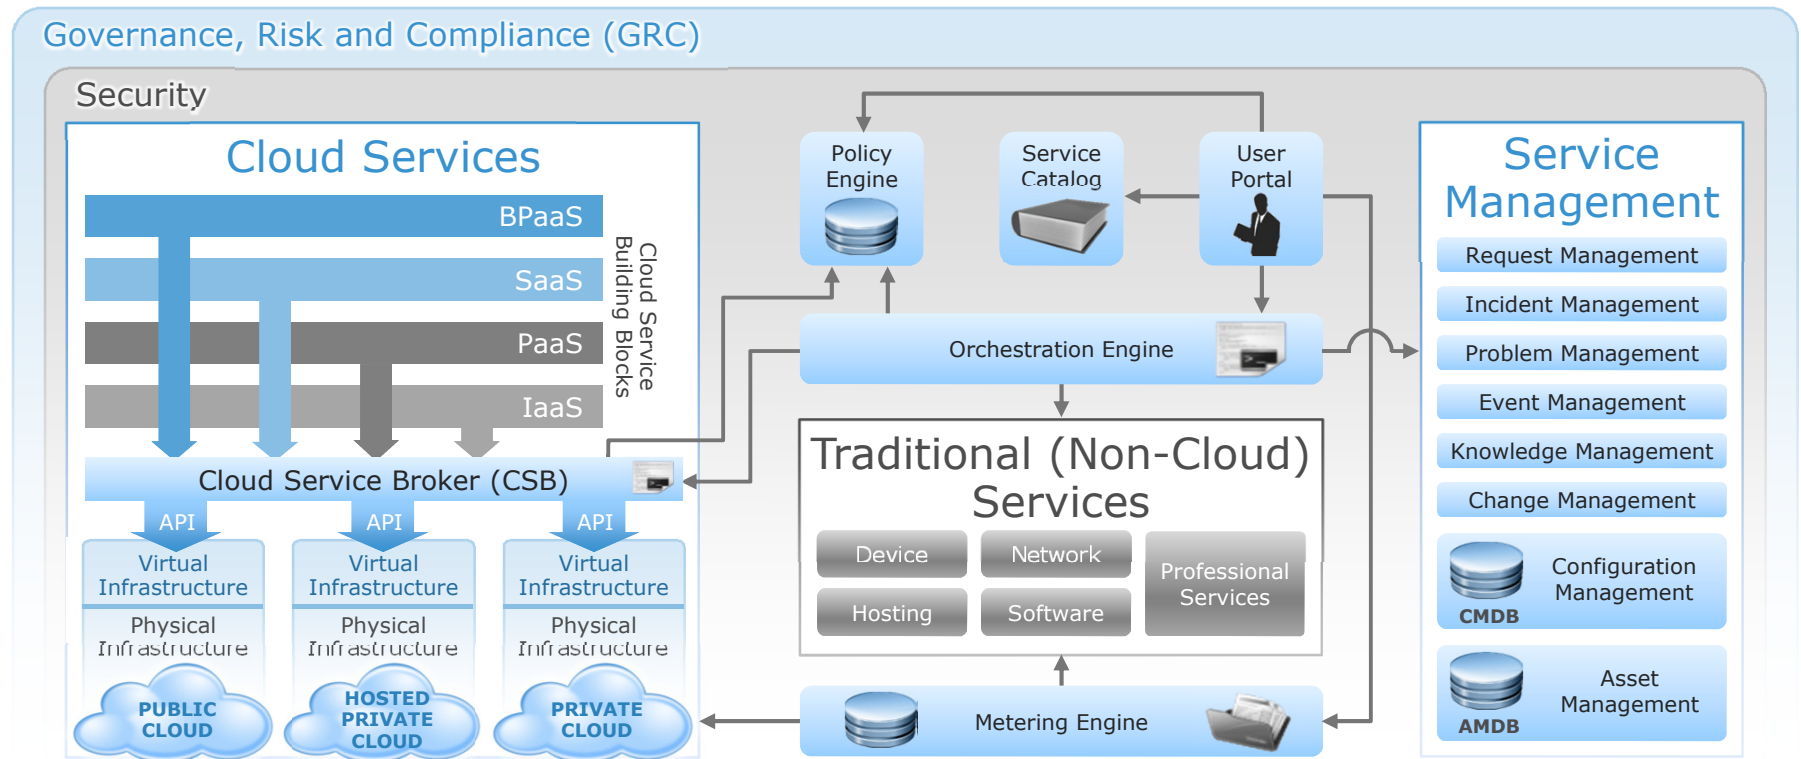 Governance, Risk and Compliance (GRC)
Security
Cloud Services
BPaaS
SaaS
PaaS
IaaS
Cloud Service
Building Blocks
Cloud Service Broker (CSB)
API
API
API
Virtual
Infrastructure
Physical
Infrastructure
PUBLIC
CLOUD
Virtual
Infrastructure
Physical
Infrastructure
HOSTED
PRIVATE
CLOUD
Virtual
Infrastructure
Physical
Infrastructure
PRIVATE
CLOUD
Policy
Engine
Service
Catalog
User
Portal
Orchestration Engine
Traditional (Non-Cloud)
Services
Device
Network
Hosting
Software
Professional
Services
Metering Engine
Service
Management
Request Management
Incident Management
Problem Management
Event Management
Knowledge Management
Change Management
Configuration
Management
CMDB
Asset
Management
AMDB